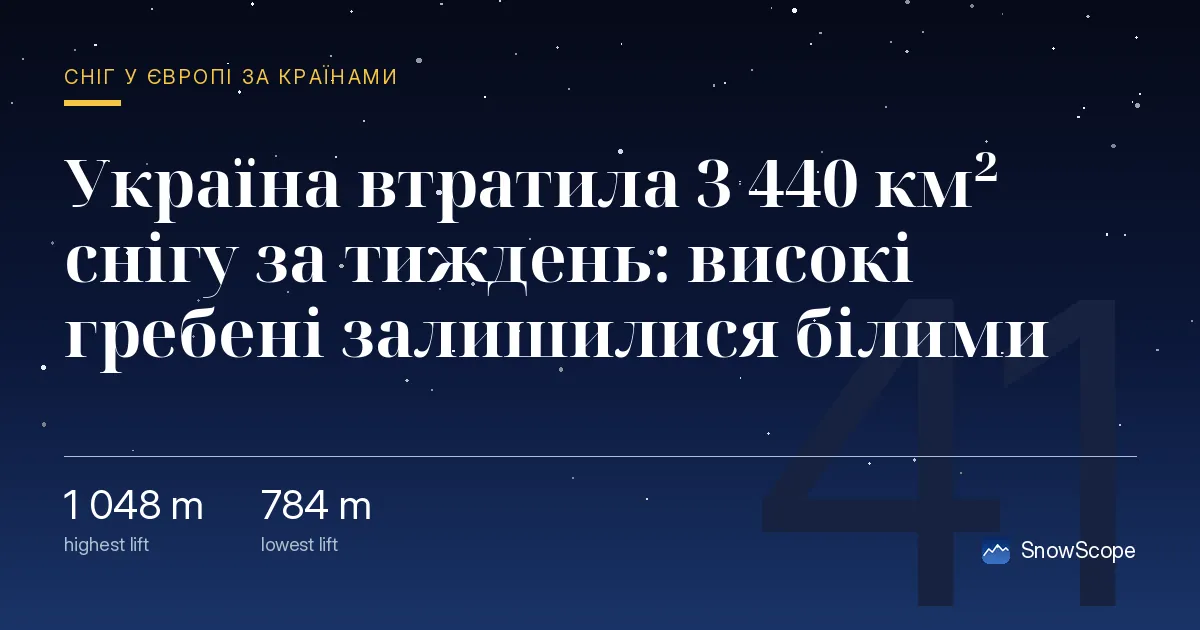 СНІГ У ЄВРОПІ ЗА КРАЇНАМИ
Україна втратила 3 440 км²
снігу за тиждень: високі
гребені залишилися білими
41
1 048 m
784 m
highest lift
lowest lift
SnowScope